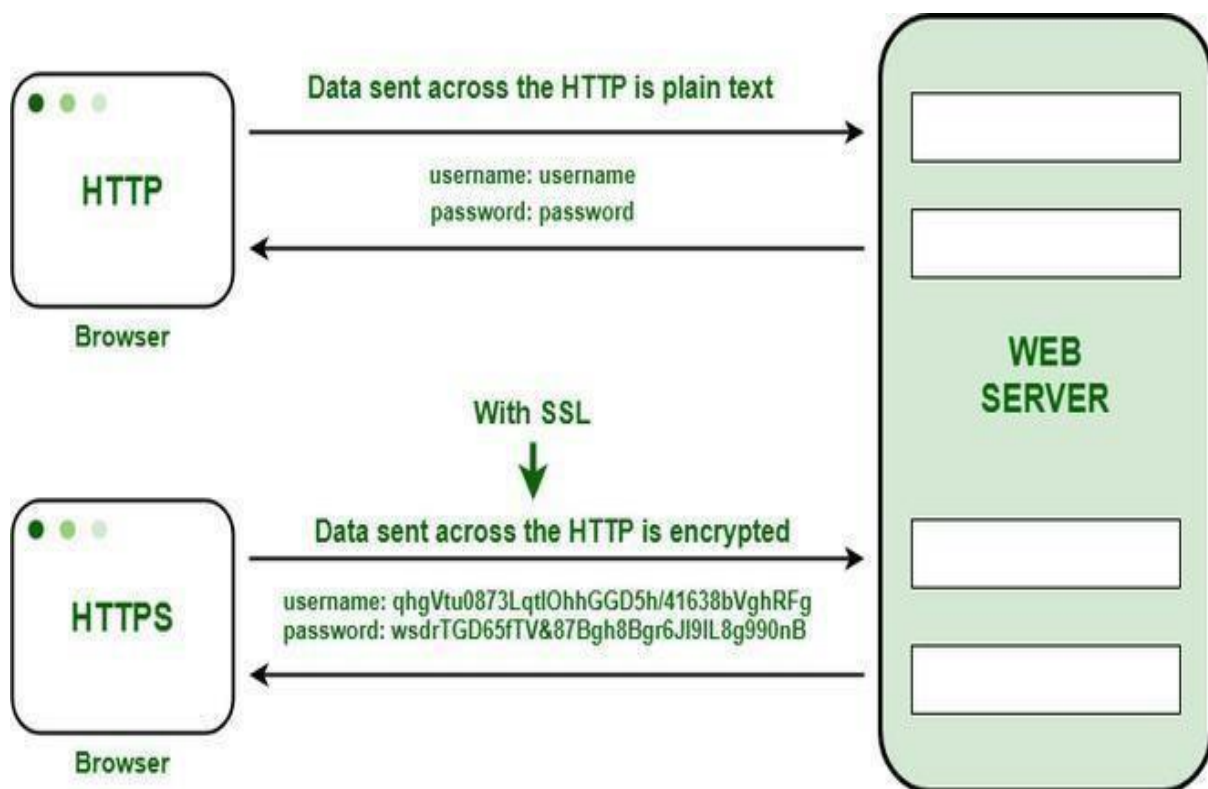 Data sent across the HTTP is plain text
HTTP
username: username
password: password
Browser
WEB
SERVER
With SSL
Data sent across the HTTP is encrypted
HTTPS
username: qhgVtu0873LqtIOhhGGD5h/41638bVghRFg
password: wsdrTGD65fTV&87Bgh8Bgr6JI9IL8g990nB
Browser